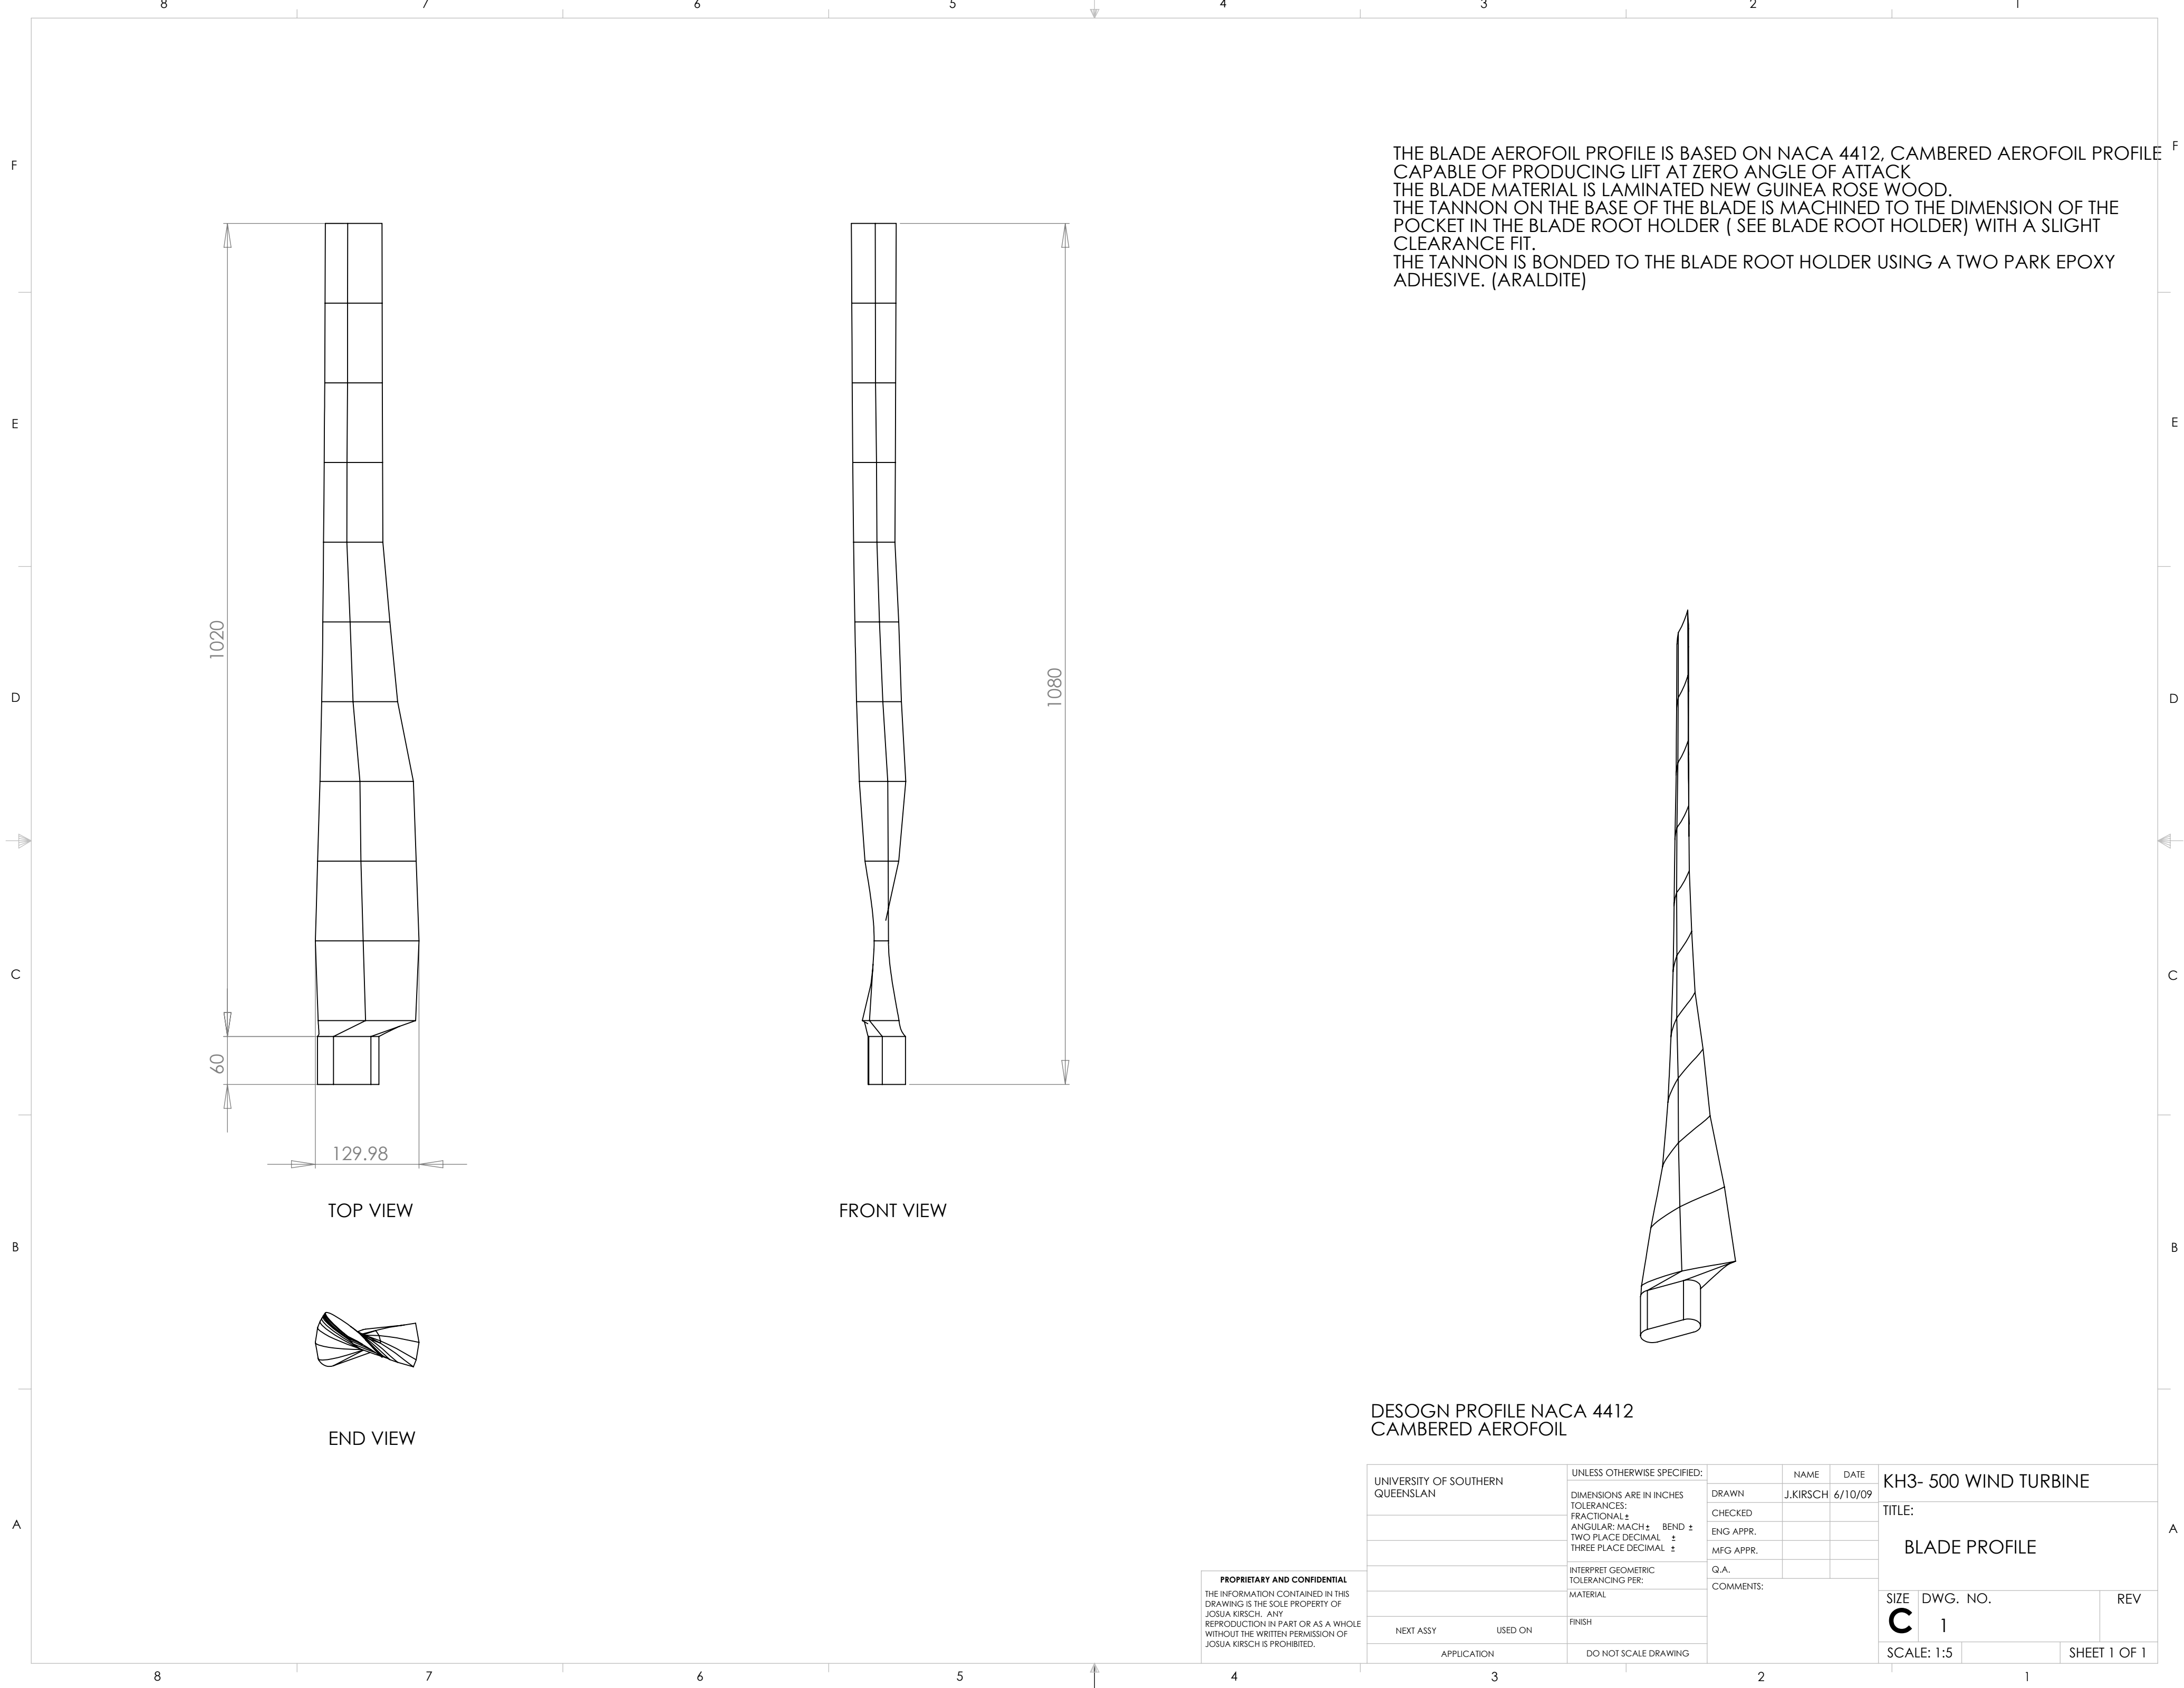 8 7 6 5 4 3 2 1
F
F
THE BLADE AEROFOIL PROFILE IS BASED ON NACA 4412, CAMBERED AEROFOIL PROFILE
CAPABLE OF PRODUCING LIFT AT ZERO ANGLE OF ATTACK
THE BLADE MATERIAL IS LAMINATED NEW GUINEA ROSE WOOD.
THE TANNON ON THE BASE OF THE BLADE IS MACHINED TO THE DIMENSION OF THE
POCKET IN THE BLADE ROOT HOLDER ( SEE BLADE ROOT HOLDER) WITH A SLIGHT
CLEARANCE FIT.
THE TANNON IS BONDED TO THE BLADE ROOT HOLDER USING A TWO PARK EPOXY
ADHESIVE. (ARALDITE)
E
E
1020
1080
D
D
C
C
60
129.98
TOP VIEW
FRONT VIEW
B
B
END VIEW
DESOGN PROFILE NACA 4412
CAMBERED AEROFOIL
A
A
PROPRIETARY AND CONFIDENTIAL
THE INFORMATION CONTAINED IN THIS
DRAWING IS THE SOLE PROPERTY OF
JOSUA KIRSCH. ANY
REPRODUCTION IN PART OR AS A WHOLE
WITHOUT THE WRITTEN PERMISSION OF
JOSUA KIRSCH IS PROHIBITED.
UNIVERSITY OF SOUTHERN
QUEENSLAN
NEXT ASSY USED ON
APPLICATION
UNLESS OTHERWISE SPECIFIED:
DIMENSIONS ARE IN INCHES
TOLERANCES:
FRACTIONAL ±
ANGULAR: MACH ± BEND ±
TWO PLACE DECIMAL ±
THREE PLACE DECIMAL ±
INTERPRET GEOMETRIC
TOLERANCING PER:
MATERIAL
FINISH
DO NOT SCALE DRAWING
NAME DATE
DRAWN J.KIRSCH 6/10/09
CHECKED
ENG APPR.
MFG APPR.
Q.A.
COMMENTS:
KH3- 500 WIND TURBINE
TITLE:
BLADE PROFILE
SIZE DWG. NO. REV
C 1
SCALE: 1:5 SHEET 1 OF 1
8 7 6 5 4 3 2 1